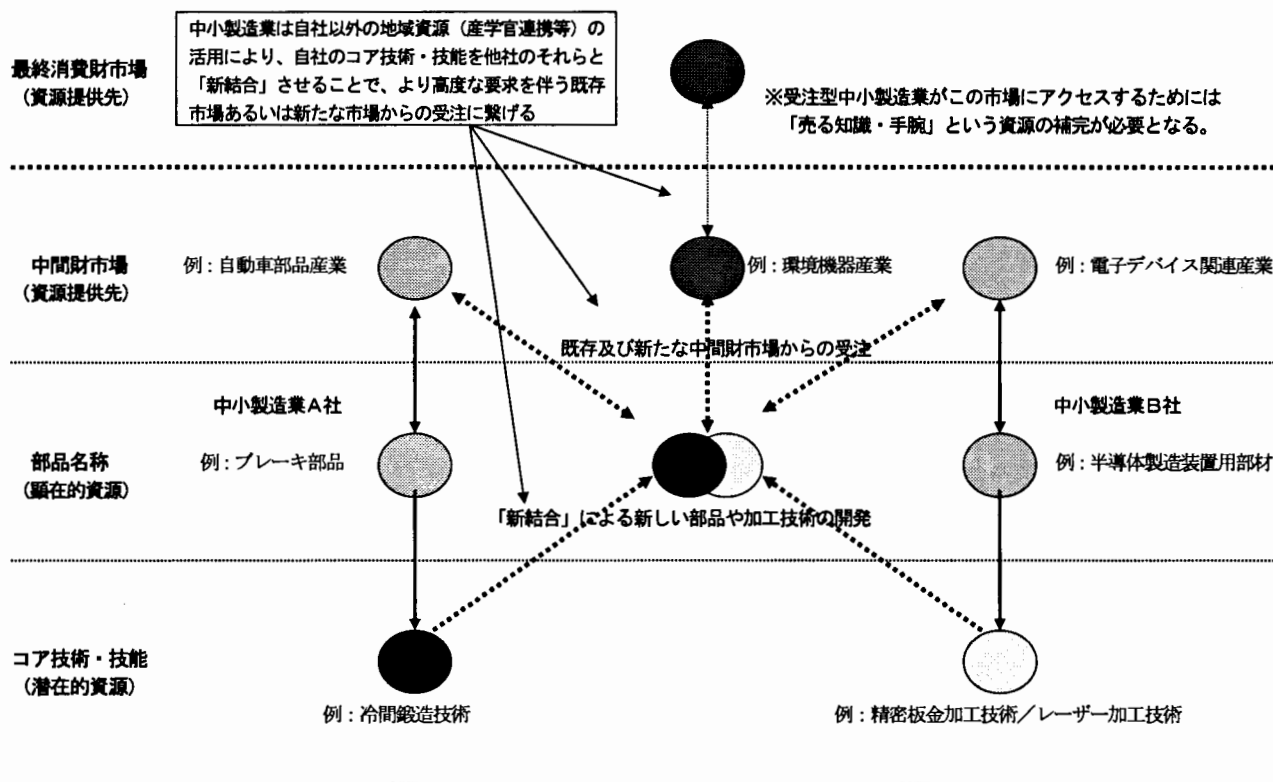 中小製造業は自社以外の地域資源（産学官連携等）の
活用により、自社のコア技術・技能を他社のそれらと
「新結合」させることで、より高度な要求を伴う既存
市場あるいは新たな市場からの受注に繋げる
最終消費財市場
（資源提供先）
※受注型中小製造業がこの市場にアクセスするためには
「売る知識・手腕」という資源の補完が必要となる。
中間財市場
（資源提供先）
例：自動車部品産業
例：環境機器産業
例：電子デバイス関連産業
既存及び新たな中間財市場からの受注
中小製造業A社
中小製造業B社
部品名称
（顕在的資源）
例：ブレーキ部品
例：半導体製造装置用部材
「新結合」による新しい部品や加工技術の開発
コア技術・技能
（潜在的資源）
例：冷間鍛造技術
例：精密板金加工技術／レーザー加工技術